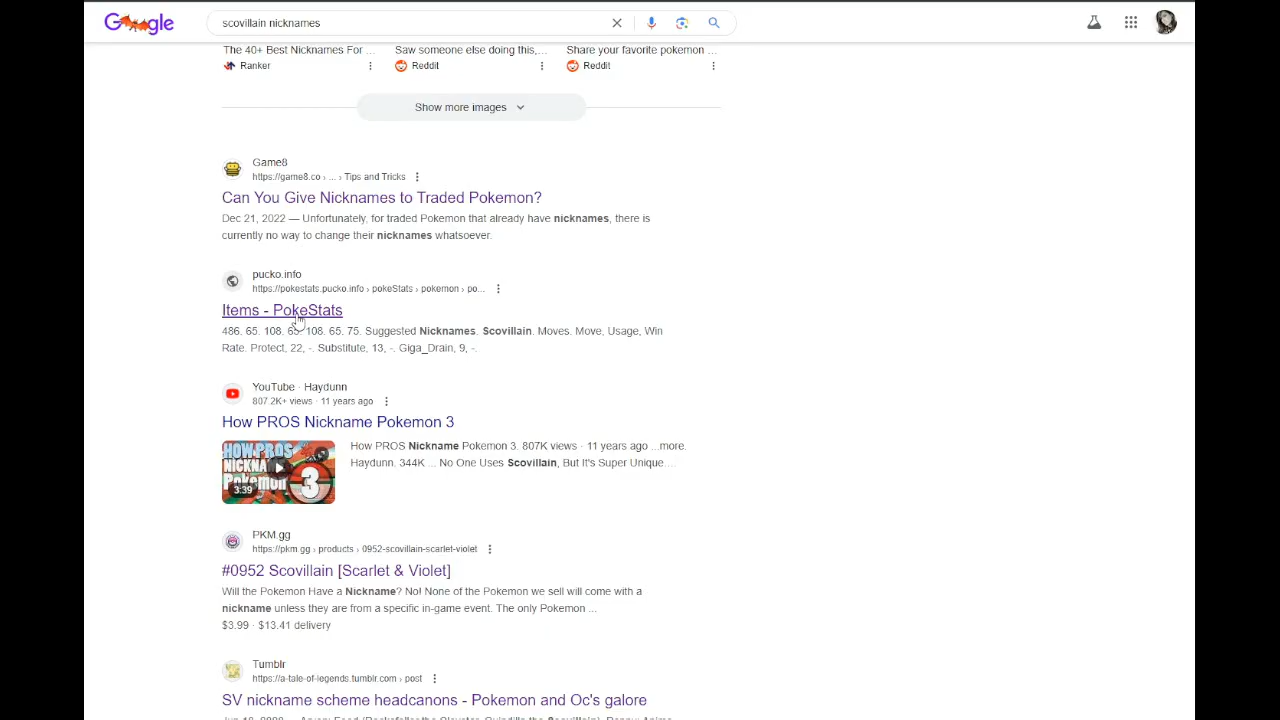 Google
scovillain nicknames
The 40+ Best Nicknames For ...
Saw someone else doing this,...
Share your favorite pokemon ...
Ranker
Reddit
Reddit
Show more images
Game8
https://game8.co › ... › Tips and Tricks
Can You Give Nicknames to Traded Pokemon?
Dec 21, 2022 — Unfortunately, for traded Pokemon that already have nicknames, there is
currently no way to change their nicknames whatsoever.
pucko.info
https://pokestats.pucko.info › pokeStats › pokemon › po...
Items - PokeStats
486. 65. 108. 65. 108. 65. 75. Suggested Nicknames. Scovillain. Moves. Move, Usage, Win
Rate. Protect, 22, -. Substitute, 13, -. Giga_Drain, 9, -.
YouTube · Haydunn
807.2K+ views · 11 years ago
How PROS Nickname Pokemon 3
HOW PROS
NICKNA
Pokemon 3
3:39
How PROS Nickname Pokemon 3. 807K views · 11 years ago ...more.
Haydunn. 344K ... No One Uses Scovillain, But It's Super Unique....
PKM.gg
https://pkm.gg › products › 0952-scovillain-scarlet-violet
#0952 Scovillain [Scarlet & Violet]
Will the Pokemon Have a Nickname? No! None of the Pokemon we sell will come with a
nickname unless they are from a specific in-game event. The only Pokemon ...
$3.99 · $13.41 delivery
Tumblr
https://a-tale-of-legends.tumblr.com › post
SV nickname scheme headcanons - Pokemon and Oc's galore